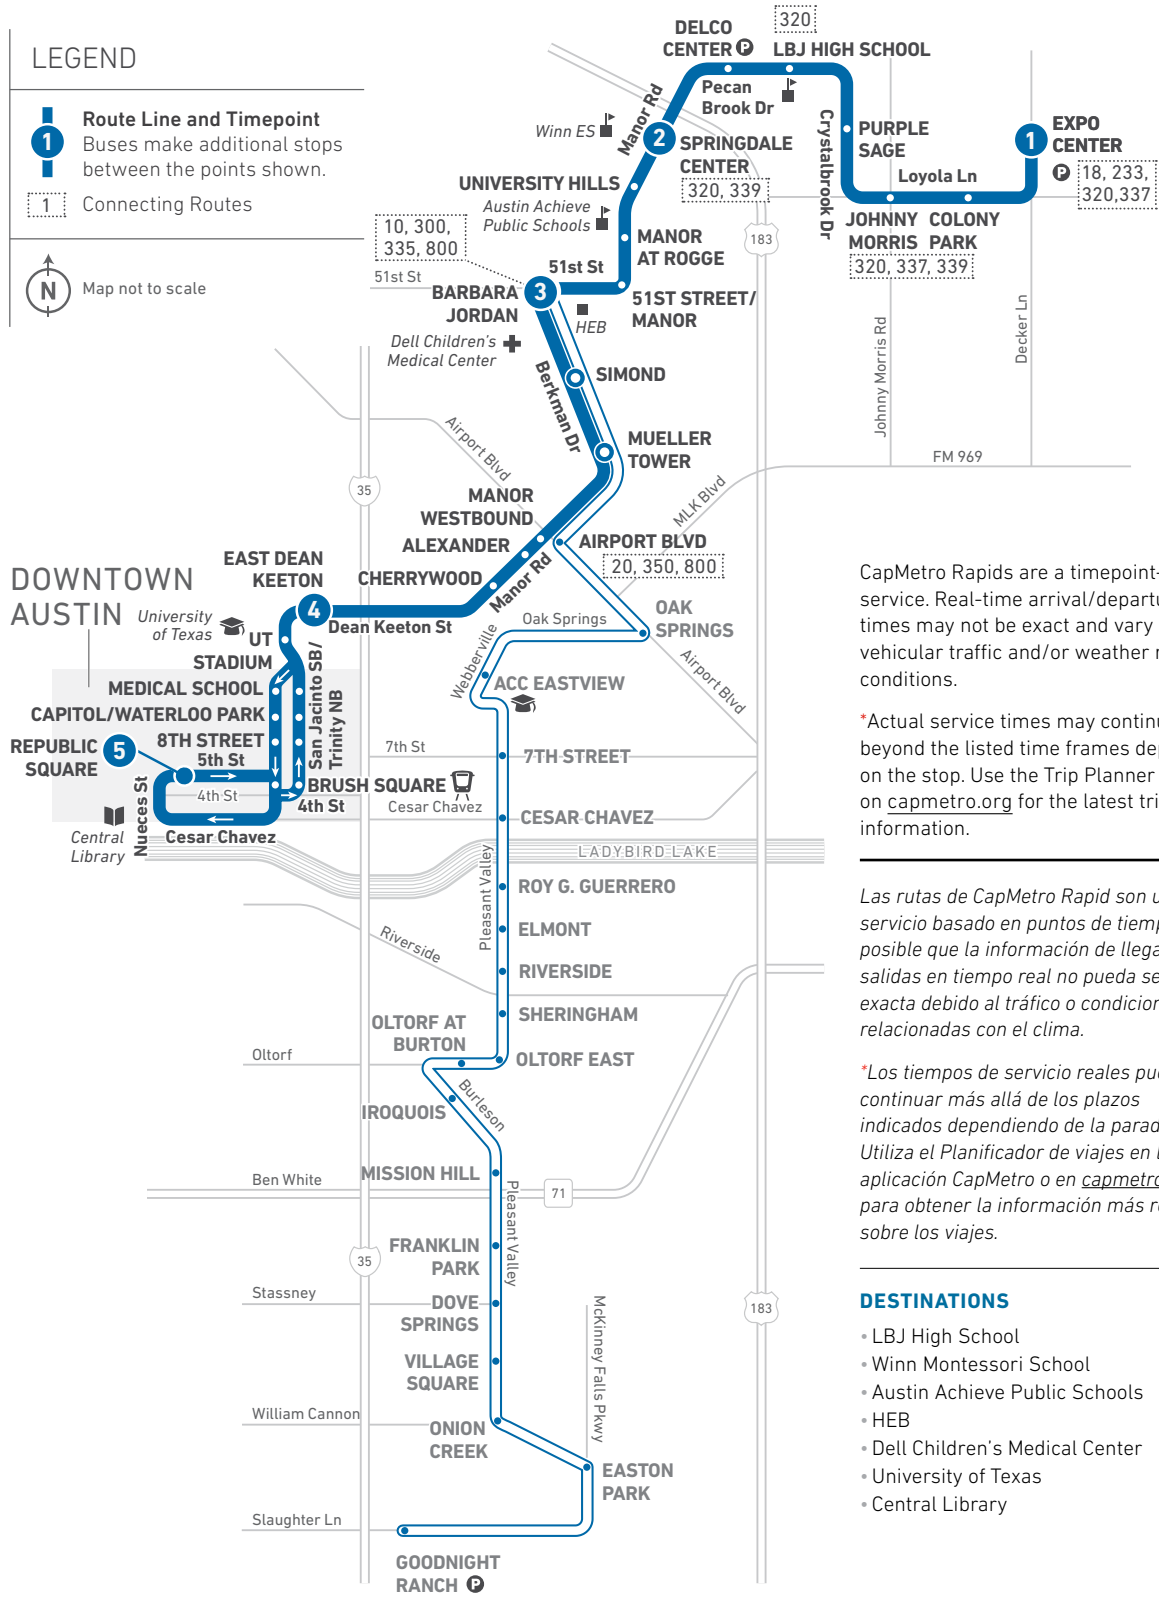 LEGEND
1
Route Line and Timepoint
Buses make additional stops
between the points shown.
1
Connecting Routes
N
Map not to scale
320
DELCO
CENTER P
LBJ HIGH SCHOOL
Pecan
Brook Dr
Manor Rd
Winn ES
2
SPRINGDALE
CENTER
320, 339
Crystalbrook Dr
PURPLE
SAGE
1
EXPO
CENTER
P
18, 233,
320,337
Loyola Ln
JOHNNY
MORRIS
COLONY
PARK
320, 337, 339
183
UNIVERSITY HILLS
Austin Achieve
Public Schools
MANOR
AT ROGGE
10, 300,
335, 800
51st St
51st St
BARBARA
JORDAN
3
51ST STREET/
MANOR
HEB
Dell Children's
Medical Center
Johnny Morris Rd
Decker Ln
SIMOND
Berkman Dr
Airport Blvd
MUELLER
TOWER
FM 969
35
MLK Blvd
MANOR
WESTBOUND
ALEXANDER
AIRPORT BLVD
20, 350, 800
CHERRYWOOD
Manor Rd
EAST DEAN
KEETON
4
Dean Keeton St
DOWNTOWN
AUSTIN
University
of Texas
UT
STADIUM
MEDICAL SCHOOL
CAPITOL/WATERLOO PARK
8TH STREET
San Jacinto SB/
Trinity NB
REPUBLIC
SQUARE
5
5th St
4th St
4th St
BRUSH SQUARE
Nueces St
Cesar Chavez
Central
Library
Oak Springs
OAK
SPRINGS
Webberville
ACC EASTVIEW
Airport Blvd
7th St
7TH STREET
Cesar Chavez
CESAR CHAVEZ
LADYBIRD LAKE
Pleasant Valley
ROY G. GUERRERO
ELMONT
Riverside
RIVERSIDE
SHERINGHAM
OLTORF AT
BURTON
Oltorf
OLTORF EAST
Burleson
IROQUOIS
MISSION HILL
Ben White
71
Pleasant Valley
FRANKLIN
PARK
35
Stassney
DOVE
SPRINGS
183
McKinney Falls Pkwy
VILLAGE
SQUARE
William Cannon
ONION
CREEK
EASTON
PARK
Slaughter Ln
GOODNIGHT
RANCH P
CapMetro Rapids are a timepoint-
service. Real-time arrival/departu
times may not be exact and vary
vehicular traffic and/or weather r
conditions.
*Actual service times may continu
beyond the listed time frames dep
on the stop. Use the Trip Planner
on capmetro.org for the latest tri
information.
Las rutas de CapMetro Rapid son u
servicio basado en puntos de tiemp
posible que la información de llega
salidas en tiempo real no pueda se
exacta debido al tráfico o condicion
relacionadas con el clima.
*Los tiempos de servicio reales pue
continuar más allá de los plazos
indicados dependiendo de la parad
Utiliza el Planificador de viajes en l
aplicación CapMetro o en capmetro
para obtener la información más re
sobre los viajes.
DESTINATIONS
• LBJ High School
• Winn Montessori School
• Austin Achieve Public Schools
• HEB
• Dell Children's Medical Center
• University of Texas
• Central Library